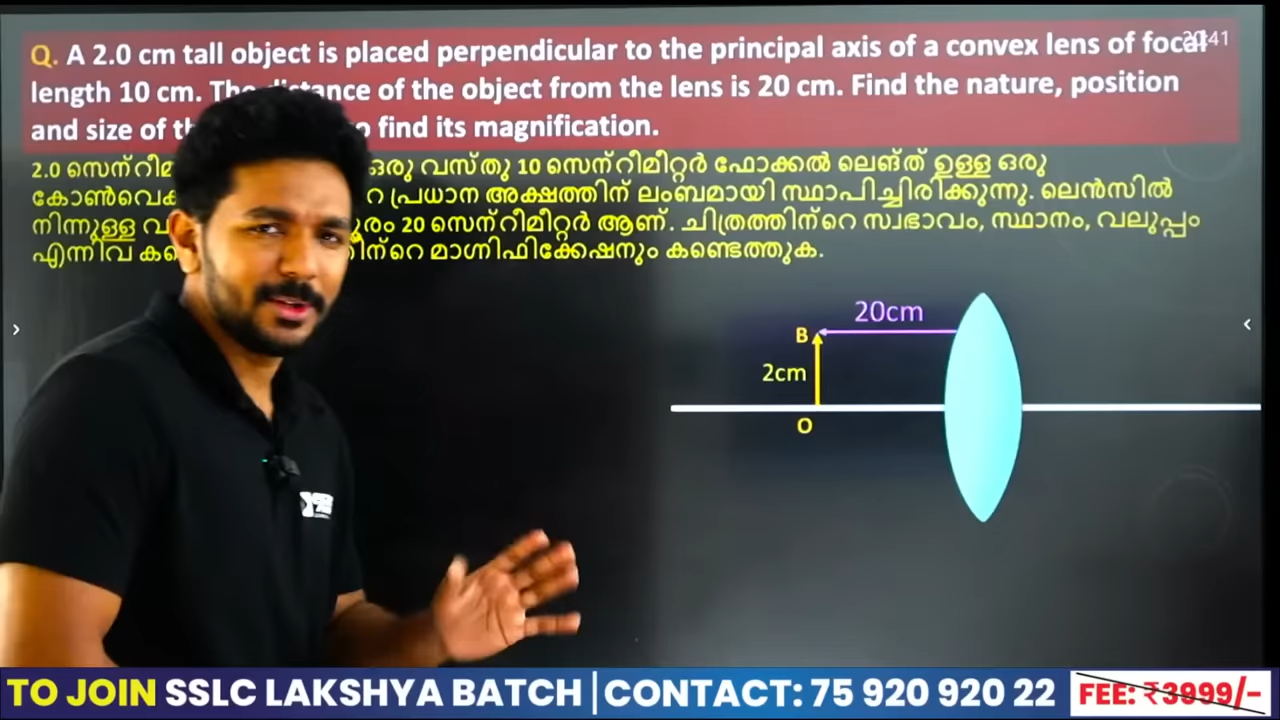 Q. A 2.0 cm tall object is placed perpendicular to the principal axis of a convex lens of focal
length 10 cm. The distance of the object from the lens is 20 cm. Find the nature, position
and size of th find its magnification.
2.0 സെന്റീമ ഒരു വസ്തു 10 സെന്റീമീറ്റർ ഫോക്കൽ ലെങ്ത് ഉള്ള ഒരു
കോൺവെക പ്രധാന അക്ഷത്തിന് ലംബമായി സ്ഥാപിച്ചിരിക്കുന്നു. ലെൻസിൽ
നിന്നുള്ള 20 സെന്റീമീറ്റർ ആണ്. ചിത്രത്തിന്റെ സ്വഭാവം, സ്ഥാനം, വലുപ്പം
എന്നിവ മാഗ്നിഫിക്കേഷനും കണ്ടെത്തുക.
20cm
B
2cm
O
TO JOIN SSLC LAKSHYA BATCH | CONTACT: 75 920 920 22 FEE: ₹3999/-